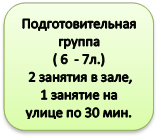 Подготовительная
группа
( 6  - 7л.)
2 занятия в зале,
1 занятие на
улице по 30 мин.